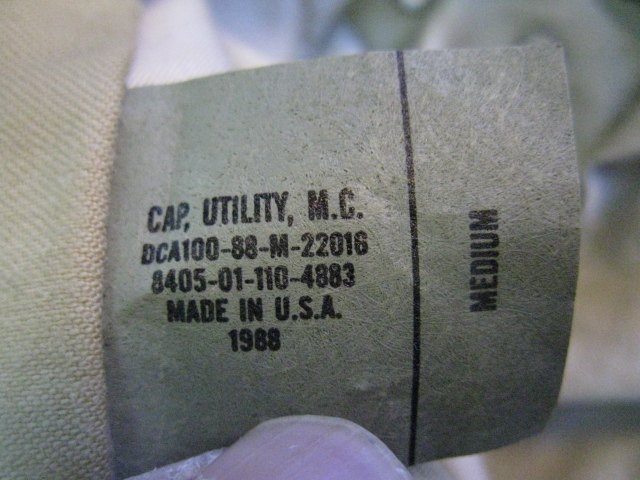 CAP, UTILITY, M.C.
DCA100-88-M-22016
8405-01-110-4883
MADE IN U.S.A.
1988
MEDIUM